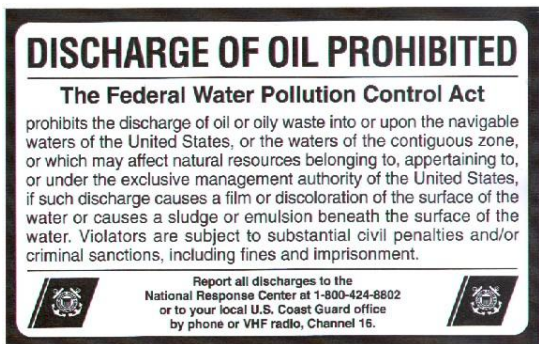 DISCHARGE OF OIL PROHIBITED
The Federal Water Pollution Control Act
prohibits the discharge of oil or oily waste into or upon the navigable
waters of the United States, or the waters of the contiguous zone,
or which may affect natural resources belonging to, appertaining to,
or under the exclusive management authority of the United States,
if such discharge causes a film or discoloration of the surface of the
water or causes a sludge or emulsion beneath the surface of the
water. Violators are subject to substantial civil penalties and/or
criminal sanctions, including fines and imprisonment.
Report all discharges to the
National Response Center at 1-800-424-8802
or to your local U.S. Coast Guard office
by phone or VHF radio, Channel 16.